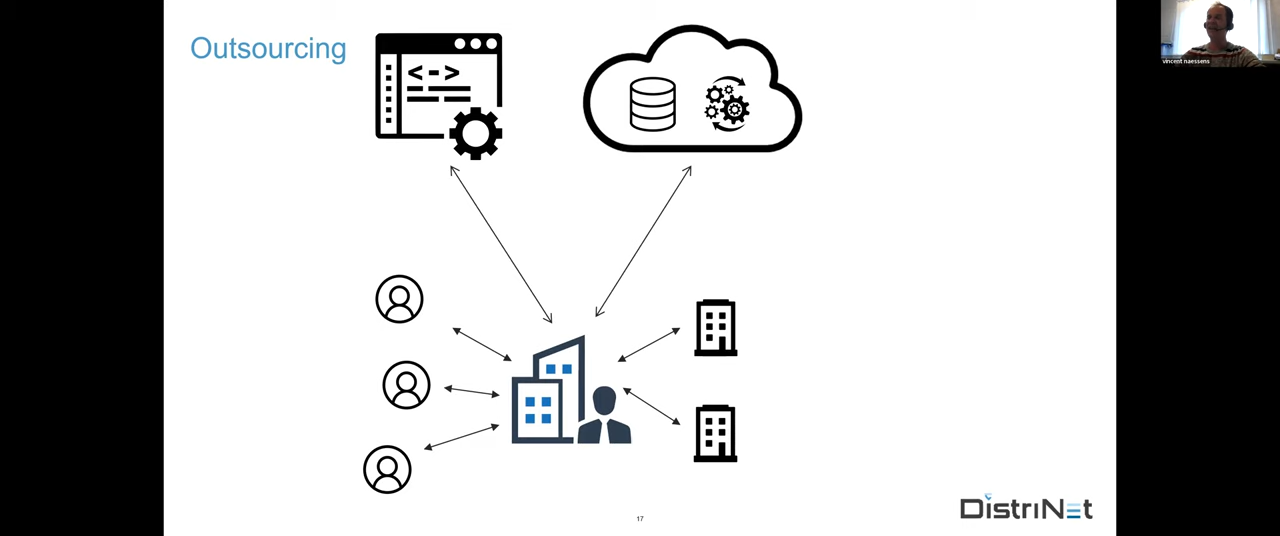 Outsourcing
<->
vincent naessens
17
DistriNet